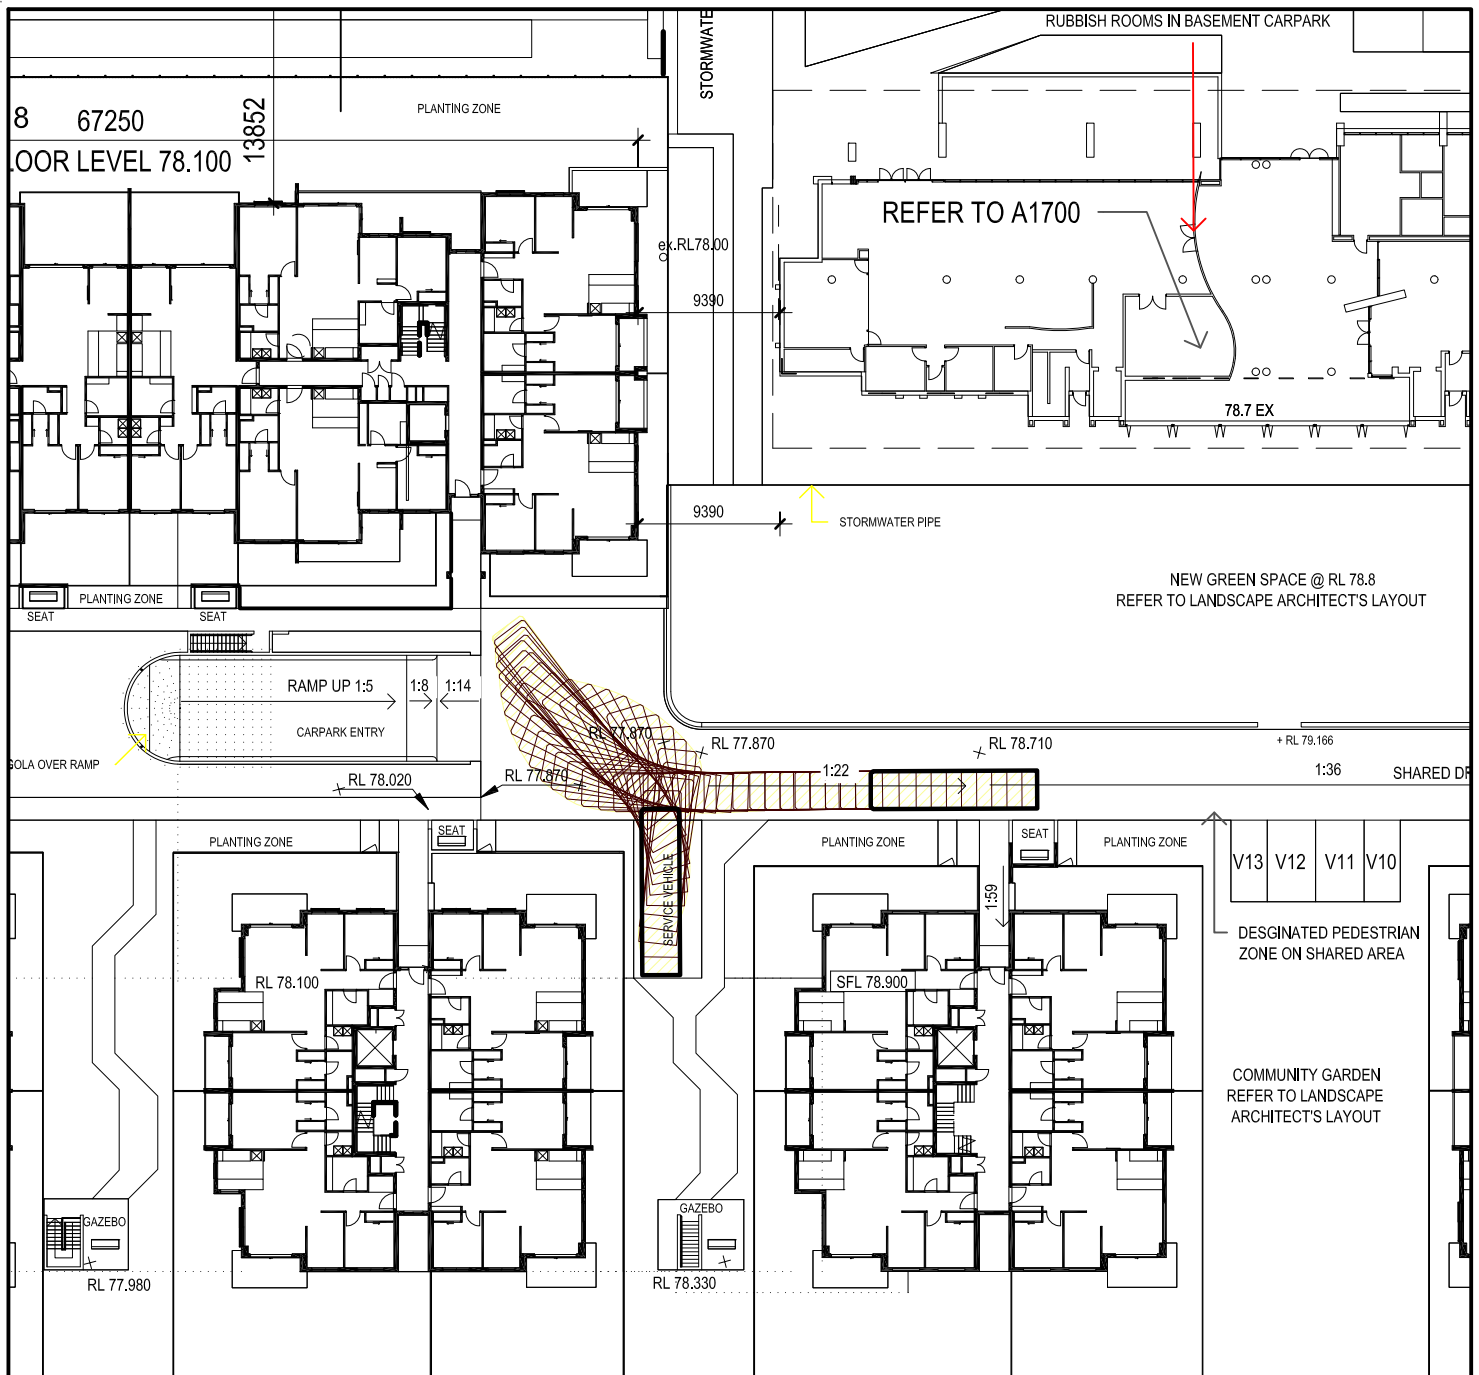 RUBBISH ROOMS IN BASEMENT CARPARK
STORMWATE
PLANTING ZONE
8 67250
13852
OOR LEVEL 78.100
REFER TO A1700
ex.RL78.00
9390
78.7 EX
9390
STORMWATER PIPE
NEW GREEN SPACE @ RL 78.8
REFER TO LANDSCAPE ARCHITECT'S LAYOUT
PLANTING ZONE
SEAT
SEAT
RAMP UP 1:5
1:8
1:14
CARPARK ENTRY
RL 77.870
RL 77.870
RL 78.710
+ RL 79.166
GOLA OVER RAMP
RL 78.020
RL 77.870
1:22
1:36
SHARED DR
PLANTING ZONE
SEAT
PLANTING ZONE
SEAT
PLANTING ZONE
V13
V12
V11
V10
SERVICE VEHICLE
1:59
DESGINATED PEDESTRIAN
ZONE ON SHARED AREA
RL 78.100
SFL 78.900
COMMUNITY GARDEN
REFER TO LANDSCAPE
ARCHITECT'S LAYOUT
GAZEBO
GAZEBO
RL 77.980
RL 78.330